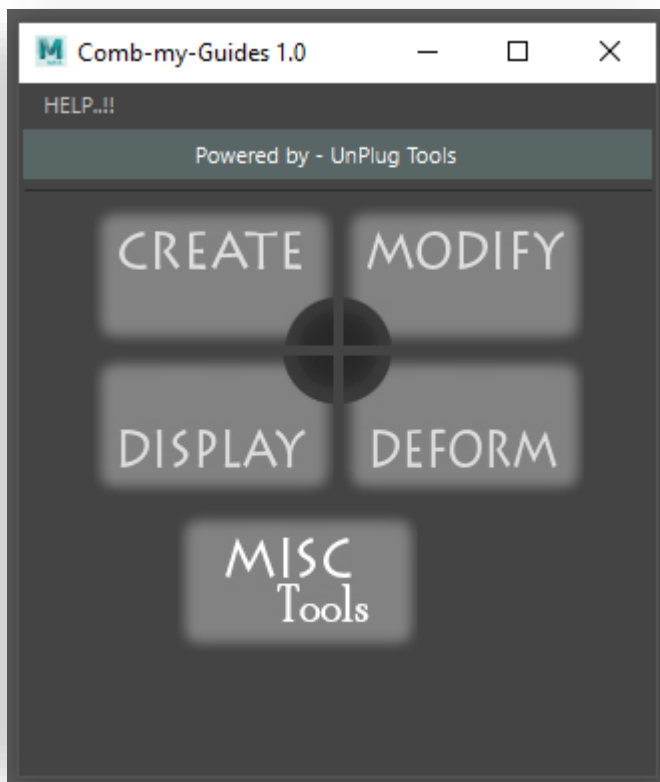 Comb-my-Guides 1.0
HELP..!!
Powered by - UnPlug Tools
CREATE
MODIFY
DISPLAY
DEFORM
MISC
Tools